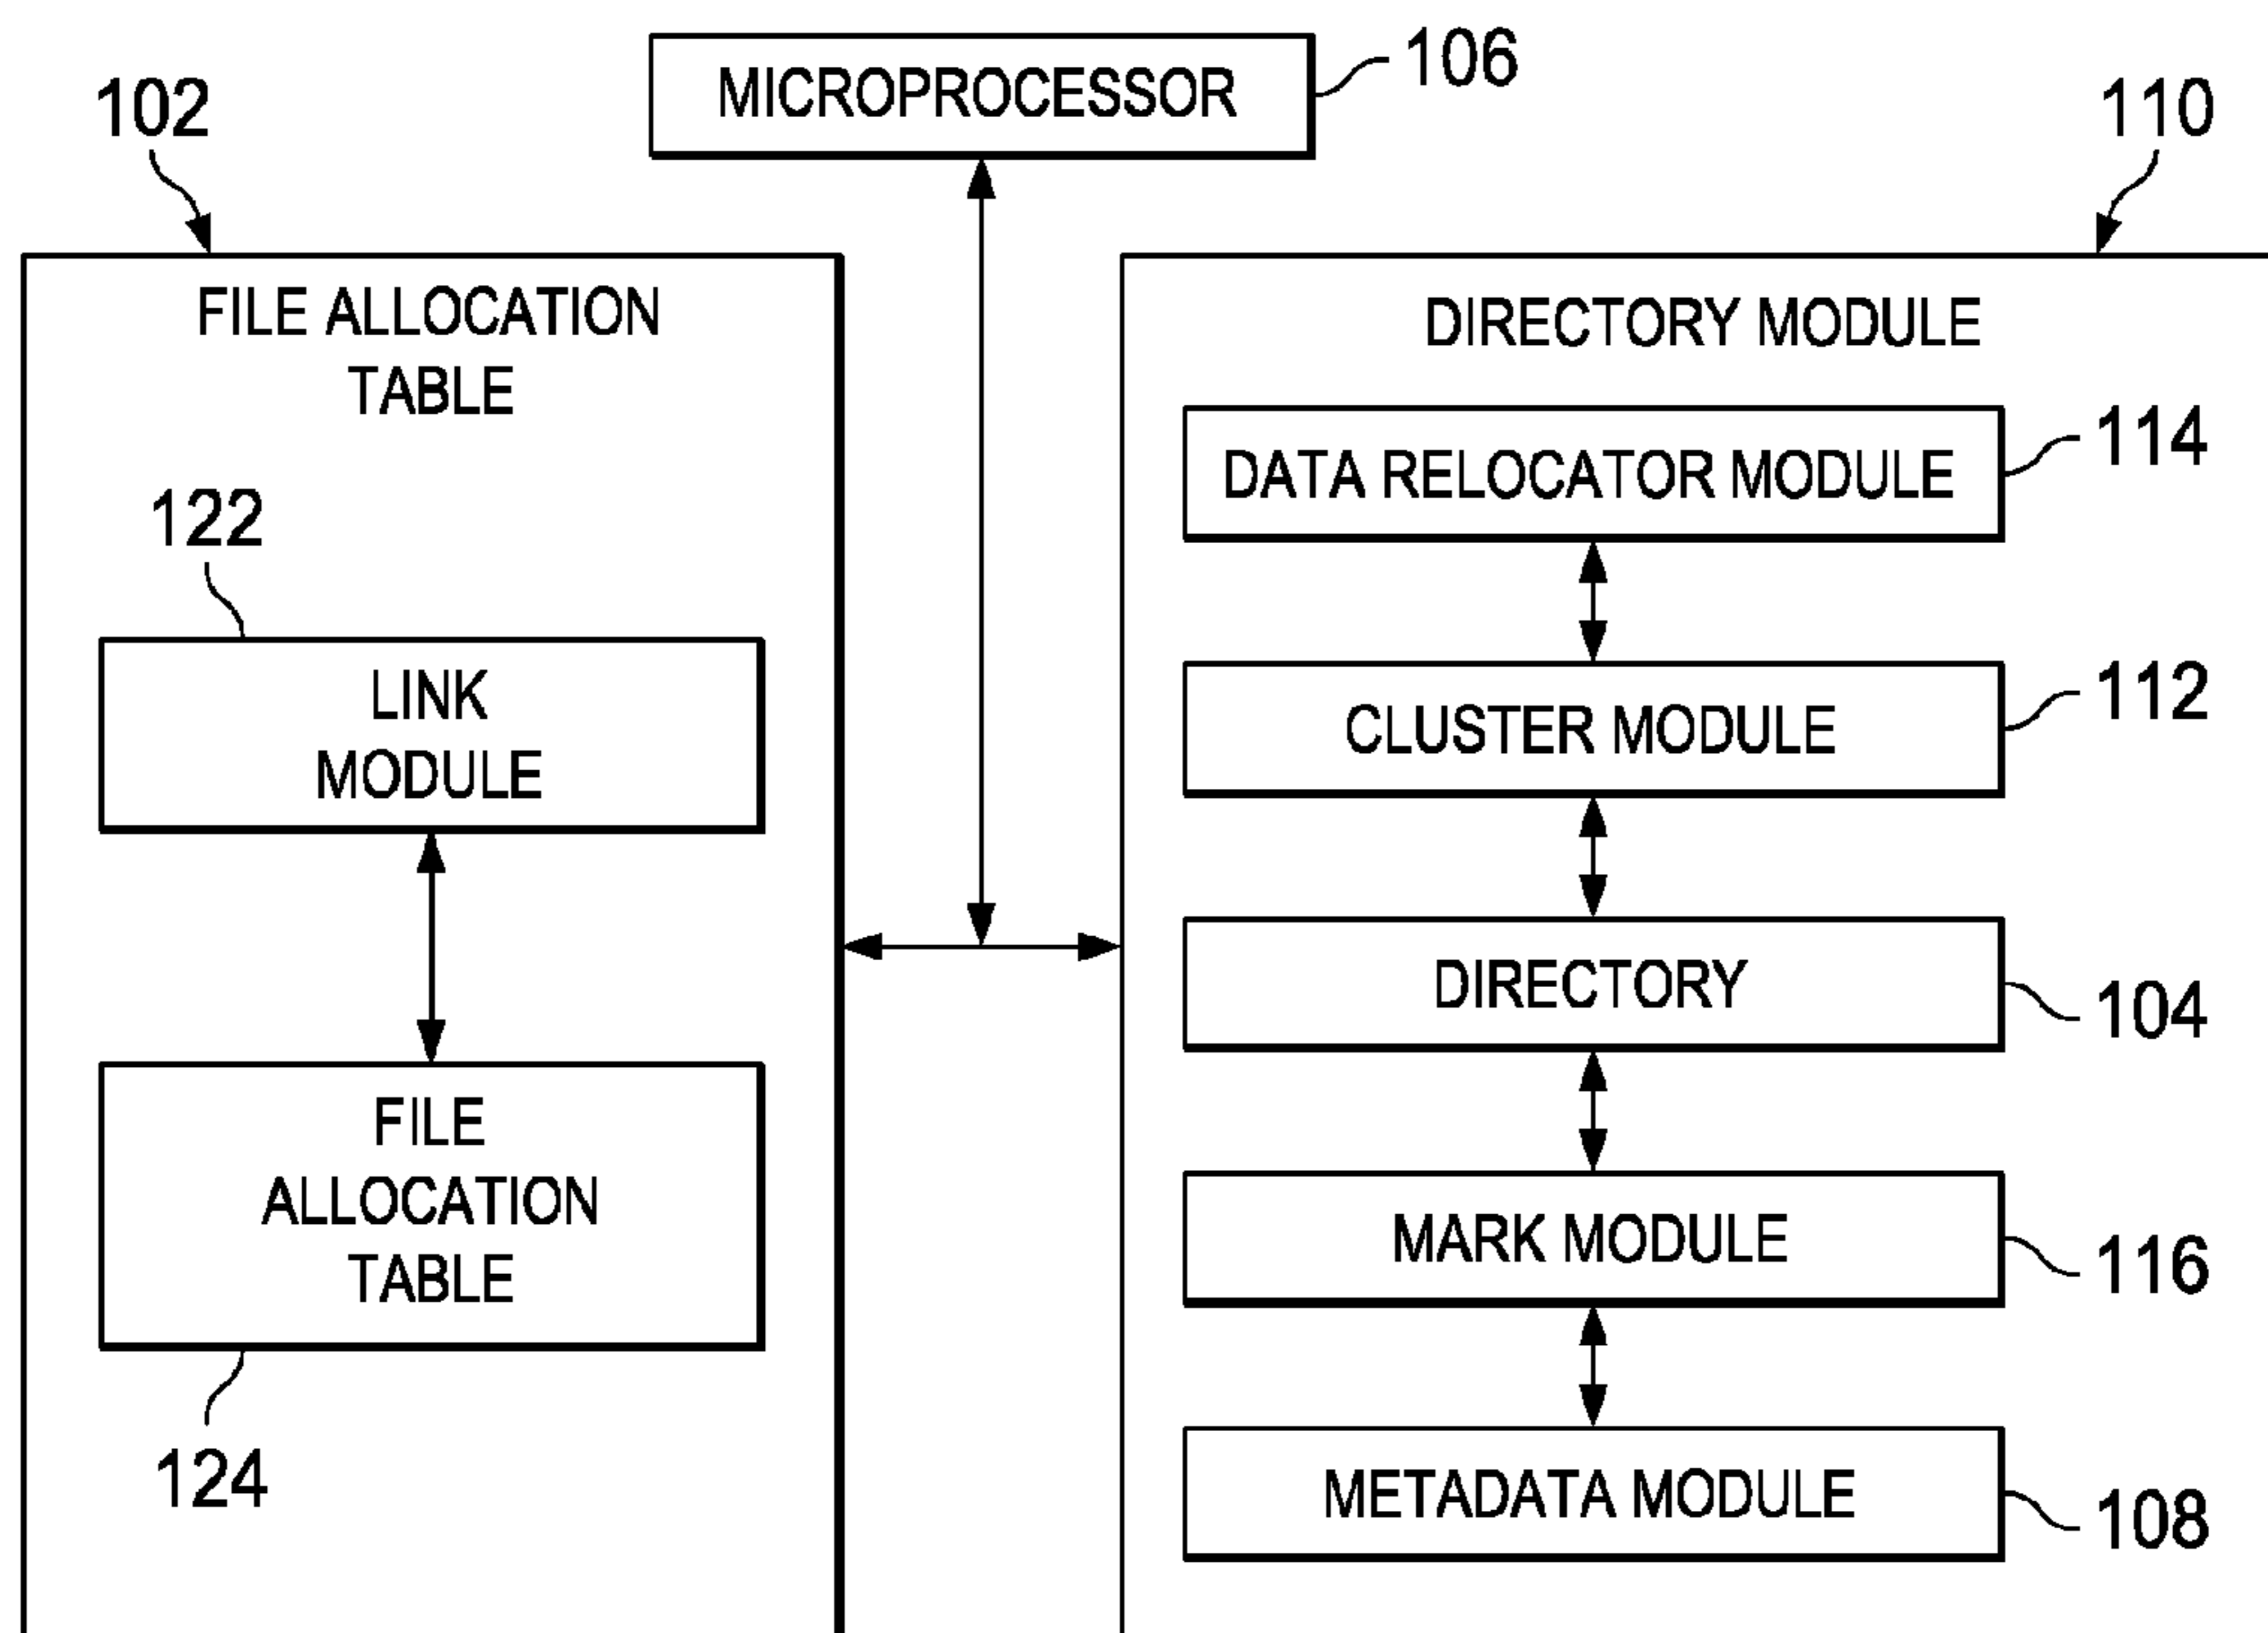 MICROPROCESSOR
106
102
110
FILE ALLOCATION
TABLE
122
LINK
MODULE
FILE
ALLOCATION
TABLE
124
DIRECTORY MODULE
DATA RELOCATOR MODULE
114
CLUSTER MODULE
112
DIRECTORY
104
MARK MODULE
116
METADATA MODULE
108